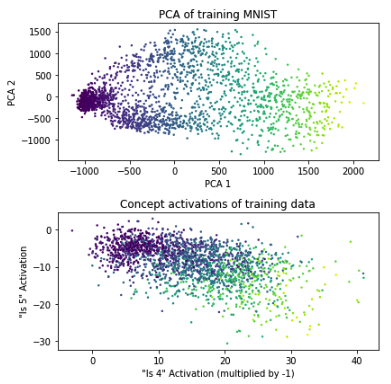 PCA of training MNIST
1500
1000
500
0
−500
−1000
PCA 2
−1000 −500 0 500 1000 1500 2000
PCA 1
Concept activations of training data
0
−10
−20
−30
"Is 5" Activation
0 10 20 30 40
"Is 4" Activation (multiplied by -1)